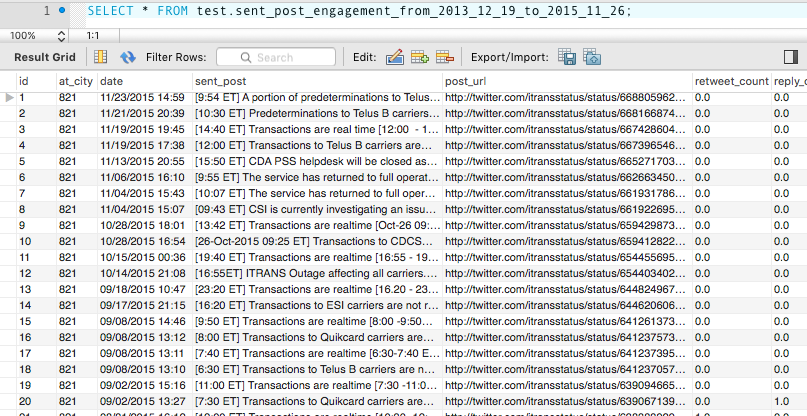 1 SELECT * FROM test.sent_post_engagement_from_2013_12_19_to_2015_11_26;
100% 1:1
Result Grid Filter Rows: Search Edit: Export/Import:
id at_city date sent_post post_url retweet_count reply_c
1 821 11/23/2015 14:59 [9:54 ET] A portion of predeterminations to Telus... http://twitter.com/itransstatus/status/668805962... 0.0 0.0
2 821 11/21/2015 20:39 [10:30 ET] Predeterminations to Telus B carriers... http://twitter.com/itransstatus/status/668166874... 0.0 0.0
3 821 11/19/2015 19:45 [14:40 ET] Transactions are real time [12:00 - 1... http://twitter.com/itransstatus/status/667428604... 0.0 0.0
4 821 11/19/2015 17:38 [12:00 ET] Transactions to Telus B carriers are... http://twitter.com/itransstatus/status/667396546... 0.0 0.0
5 821 11/13/2015 20:55 [15:50 ET] CDA PSS helpdesk will be closed as... http://twitter.com/itransstatus/status/665271703... 0.0 0.0
6 821 11/06/2015 16:10 [9:55 ET] The service has returned to full operat... http://twitter.com/itransstatus/status/662663450... 0.0 0.0
7 821 11/04/2015 15:43 [10:07 ET] The service has returned to full oper... http://twitter.com/itransstatus/status/661931786... 0.0 0.0
8 821 11/04/2015 15:07 [09:43 ET] CSI is currently investigating an issu... http://twitter.com/itransstatus/status/661922695... 0.0 0.0
9 821 10/28/2015 18:01 [13:42 ET] Transactions are realtime [Oct-26 09:... http://twitter.com/itransstatus/status/659429873... 0.0 0.0
10 821 10/28/2015 16:54 [26-Oct-2015 09:25 ET] Transactions to CDCS... http://twitter.com/itransstatus/status/659412822... 0.0 0.0
11 821 10/15/2015 00:36 [19:40 ET] Transactions are realtime [16:55 - 19... http://twitter.com/itransstatus/status/654455695... 0.0 0.0
12 821 10/14/2015 21:08 [16:55ET] ITRANS Outage affecting all carriers.... http://twitter.com/itransstatus/status/654403402... 0.0 0.0
13 821 09/18/2015 10:47 [23:20 ET] Transactions are realtime [16.20 - 23... http://twitter.com/itransstatus/status/644824967... 0.0 0.0
14 821 09/17/2015 21:15 [16:20 ET] Transactions to ESI carriers are not r... http://twitter.com/itransstatus/status/644620606... 0.0 0.0
15 821 09/08/2015 14:46 [9:50 ET] Transactions are realtime [8:00 -9:50... http://twitter.com/itransstatus/status/641261373... 0.0 0.0
16 821 09/08/2015 13:12 [8:00 ET] Transactions to Quikcard carriers are... http://twitter.com/itransstatus/status/641237573... 0.0 0.0
17 821 09/08/2015 13:11 [7:40 ET] Transactions are realtime [6:30-7:40 E... http://twitter.com/itransstatus/status/641237395... 0.0 0.0
18 821 09/08/2015 13:10 [6:30 ET] Transactions to Telus B carriers are n... http://twitter.com/itransstatus/status/641237057... 0.0 0.0
19 821 09/02/2015 15:16 [11:00 ET] Transactions are realtime [7:30 -11:0... http://twitter.com/itransstatus/status/639094665... 0.0 0.0
20 821 09/02/2015 13:27 [7:30 ET] Transactions to Quikcard carriers are... http://twitter.com/itransstatus/status/639067139... 0.0 1.0